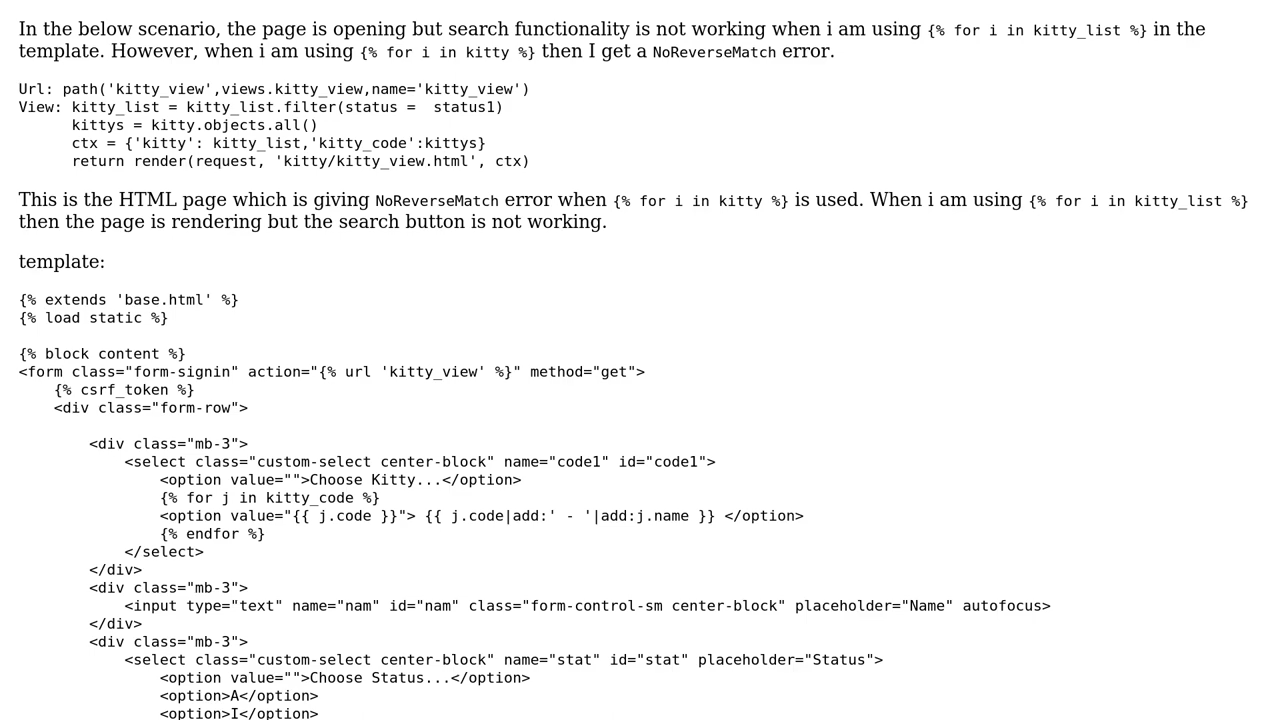 In the below scenario, the page is opening but search functionality is not working when i am using {% for i in kitty_list %} in the
template. However, when i am using {% for i in kitty %} then I get a NoReverseMatch error.
Url: path('kitty_view',views.kitty_view,name='kitty_view')
View: kitty_list = kitty_list.filter(status =  status1)
      kittys = kitty.objects.all()
      ctx = {'kitty': kitty_list,'kitty_code':kittys}
      return render(request, 'kitty/kitty_view.html', ctx)
This is the HTML page which is giving NoReverseMatch error when {% for i in kitty %} is used. When i am using {% for i in kitty_list %}
then the page is rendering but the search button is not working.
template:
{% extends 'base.html' %}
{% load static %}
{% block content %}
<form class="form-signin" action="{% url 'kitty_view' %}" method="get">
    {% csrf_token %}
    <div class="form-row">
        <div class="mb-3">
            <select class="custom-select center-block" name="code1" id="code1">
                <option value="">Choose Kitty...</option>
                {% for j in kitty_code %}
                <option value="{{ j.code }}"> {{ j.code|add:' - '|add:j.name }} </option>
                {% endfor %}
            </select>
        </div>
        <div class="mb-3">
            <input type="text" name="nam" id="nam" class="form-control-sm center-block" placeholder="Name" autofocus>
        </div>
        <div class="mb-3">
            <select class="custom-select center-block" name="stat" id="stat" placeholder="Status">
                <option value="">Choose Status...</option>
                <option>A</option>
                <option>I</option>